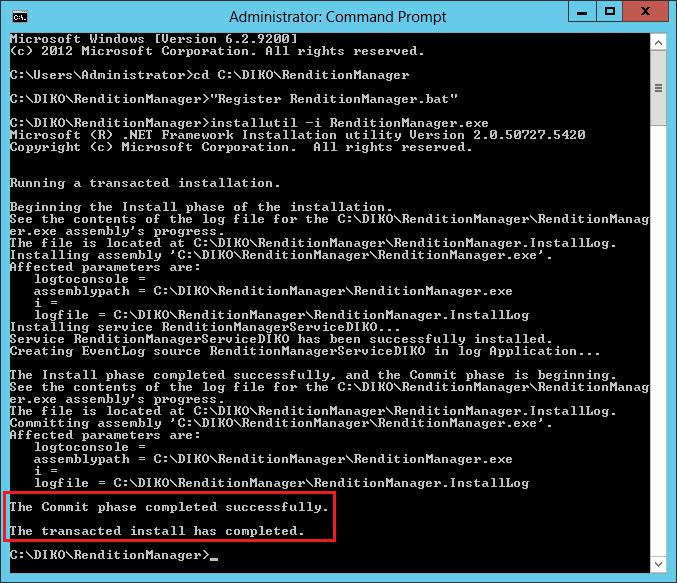 Administrator: Command Prompt
Microsoft Windows [Version 6.2.9200]
(c) 2012 Microsoft Corporation. All rights reserved.
C:\Users\Administrator>cd C:\DIKO\RenditionManager
C:\DIKO\RenditionManager>"Register RenditionManager.bat"
C:\DIKO\RenditionManager>installutil -i RenditionManager.exe
Microsoft (R) .NET Framework Installation utility Version 2.0.50727.5420
Copyright (c) Microsoft Corporation.  All rights reserved.
Running a transacted installation.
Beginning the Install phase of the installation.
See the contents of the log file for the C:\DIKO\RenditionManager\RenditionManag
er.exe assembly's progress.
The file is located at C:\DIKO\RenditionManager\RenditionManager.InstallLog.
Installing assembly 'C:\DIKO\RenditionManager\RenditionManager.exe'.
Affected parameters are:
   logtoconsole =
   assemblypath = C:\DIKO\RenditionManager\RenditionManager.exe
   i =
   logfile = C:\DIKO\RenditionManager\RenditionManager.InstallLog
Installing service RenditionManagerServiceDIKO...
Service RenditionManagerServiceDIKO has been successfully installed.
Creating EventLog source RenditionManagerServiceDIKO in log Application...
The Install phase completed successfully, and the Commit phase is beginning.
See the contents of the log file for the C:\DIKO\RenditionManager\RenditionManag
er.exe assembly's progress.
The file is located at C:\DIKO\RenditionManager\RenditionManager.InstallLog.
Committing assembly 'C:\DIKO\RenditionManager\RenditionManager.exe'.
Affected parameters are:
   logtoconsole =
   assemblypath = C:\DIKO\RenditionManager\RenditionManager.exe
   i =
   logfile = C:\DIKO\RenditionManager\RenditionManager.InstallLog
The Commit phase completed successfully.
The transacted install has completed.
C:\DIKO\RenditionManager>_